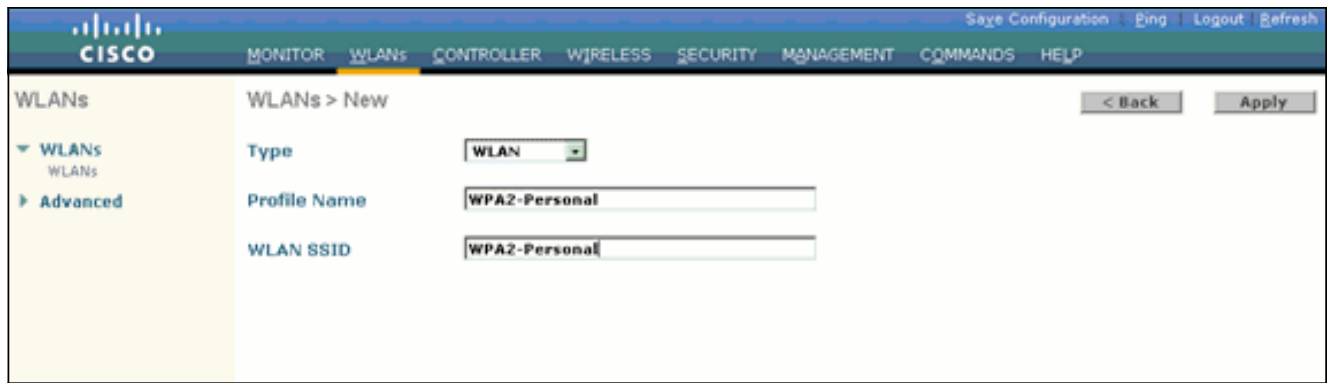 Save Configuration | Ping | Logout | Refresh
CISCO
MONITOR WLANs CONTROLLER WIRELESS SECURITY MANAGEMENT COMMANDS HELP
WLANs
WLANs > New
< Back
Apply
WLANs
WLANs
Advanced
Type
WLAN
Profile Name
WPA2-Personal
WLAN SSID
WPA2-Personal